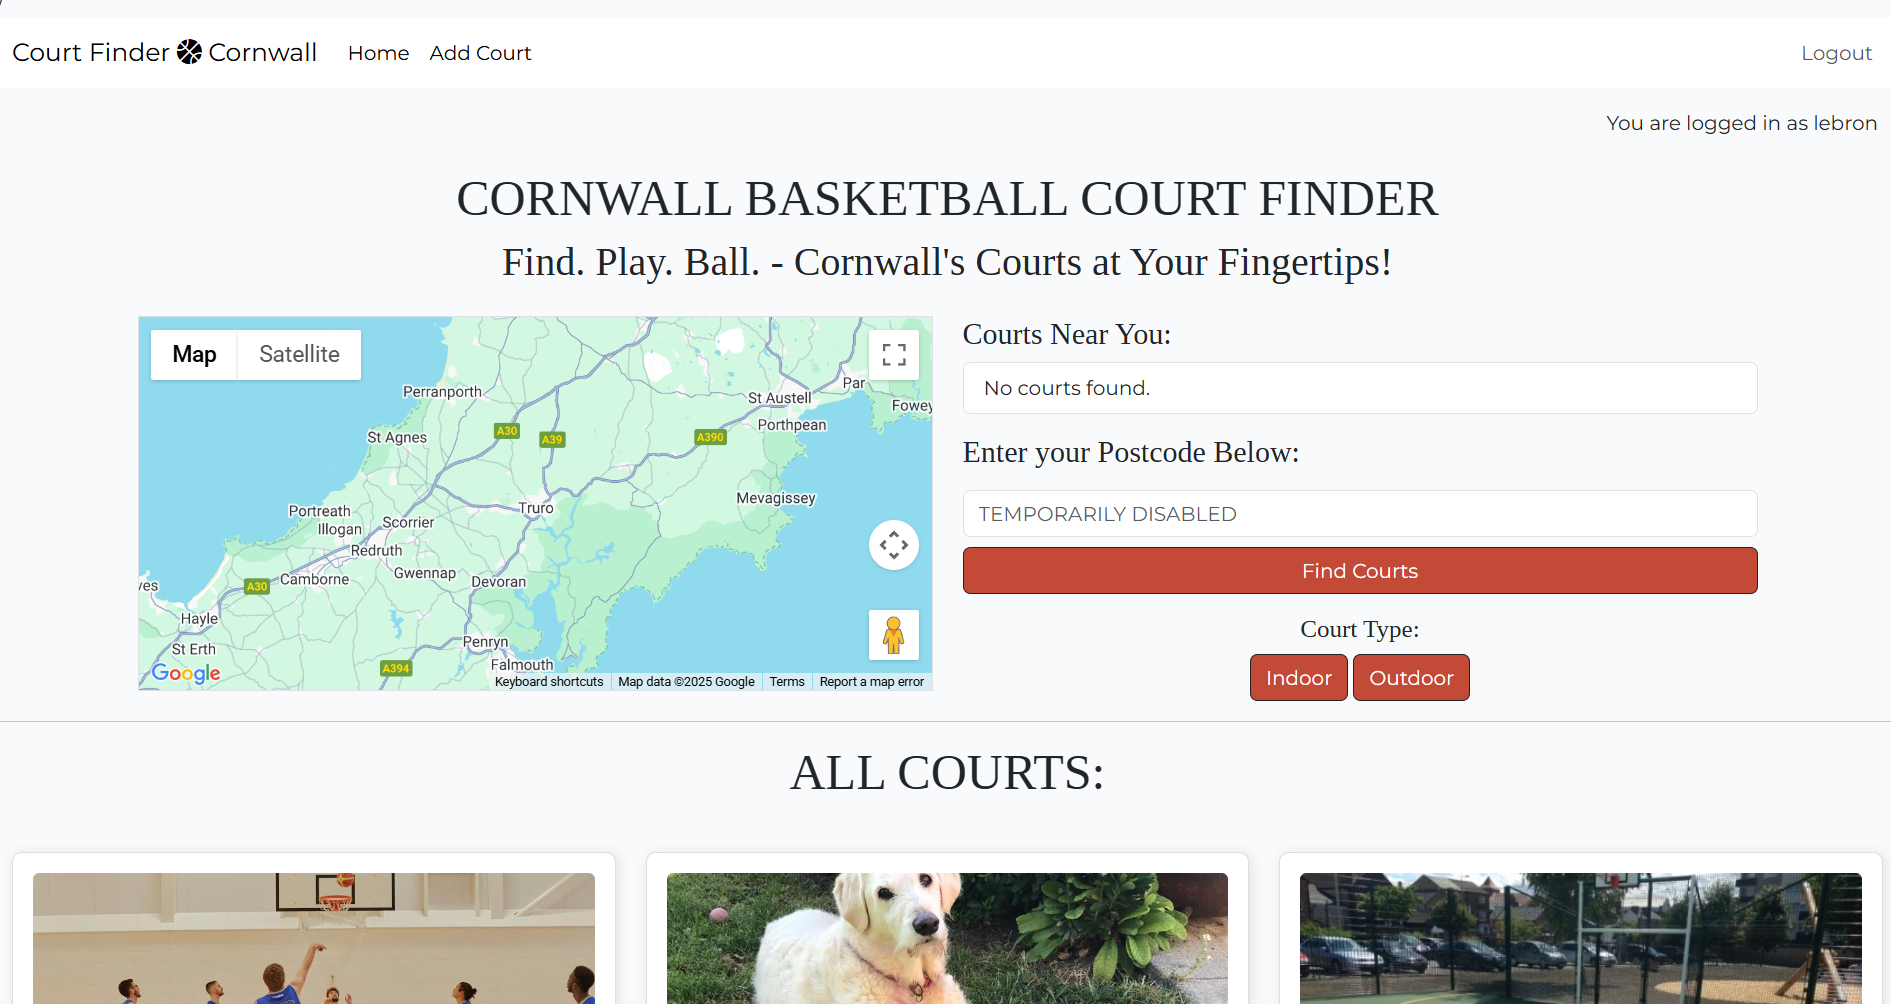 Court Finder Cornwall Home Add Court Logout
You are logged in as lebron
CORNWALL BASKETBALL COURT FINDER
Find. Play. Ball. - Cornwall's Courts at Your Fingertips!
Map Satellite
Perranporth
Par
St Austell
Fowey
Porthpean
St Agnes
A30
A39
A390
Mevagissey
Portreath
Truro
Illogan
Scorrier
Redruth
Gwennap
Camborne
Devoran
A30
Hayle
Penryn
St Erth
Falmouth
A394
Google
Keyboard shortcuts Map data ©2025 Google Terms Report a map error
Courts Near You:
No courts found.
Enter your Postcode Below:
TEMPORARILY DISABLED
Find Courts
Court Type:
Indoor Outdoor
ALL COURTS: